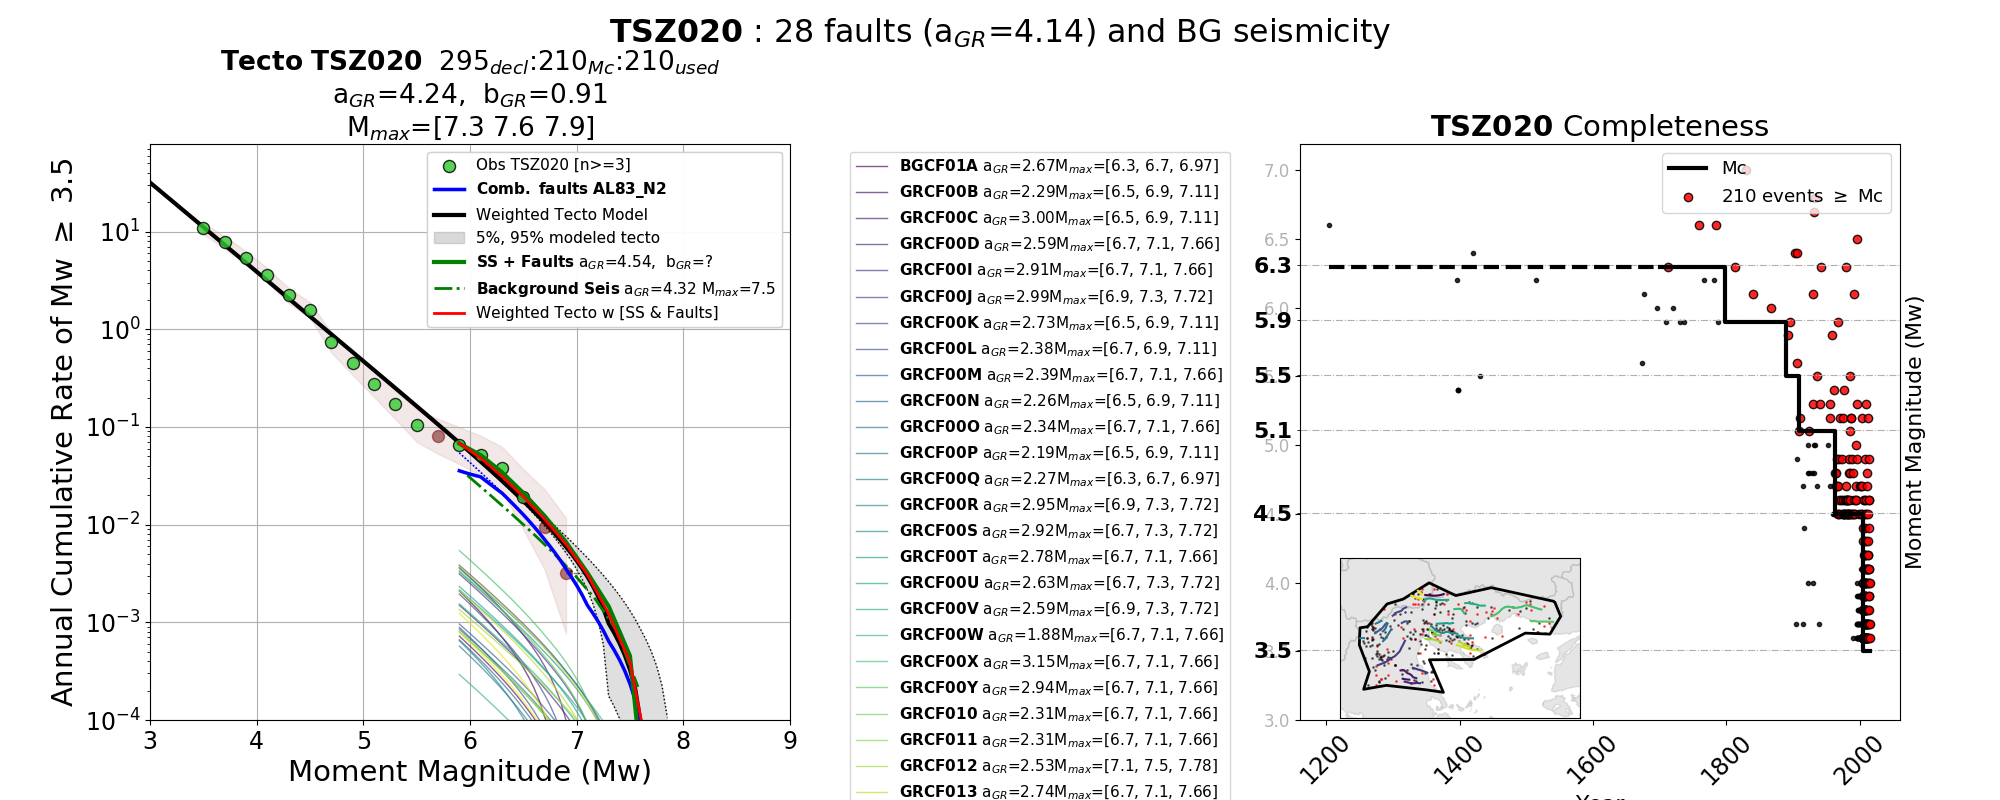 TSZ020 : 28 faults (aGR=4.14) and BG seismicity
Tecto TSZ020 295decl:210Mc:210used
aGR=4.24, bGR=0.91
Mmax=[7.3 7.6 7.9]
Annual Cumulative Rate of Mw ≥ 3.5
10^1
10^0
10^−1
10^−2
10^−3
10^−4
3 4 5 6 7 8 9
Moment Magnitude (Mw)
Obs TSZ020 [n>=3]
Comb. faults AL83_N2
Weighted Tecto Model
5%, 95% modeled tecto
SS + Faults aGR=4.54, bGR=?
Background Seis aGR=4.32 Mmax=7.5
Weighted Tecto w [SS & Faults]
BGCF01A aGR=2.67Mmax=[6.3, 6.7, 6.97]
GRCF00B aGR=2.29Mmax=[6.5, 6.9, 7.11]
GRCF00C aGR=3.00Mmax=[6.5, 6.9, 7.11]
GRCF00D aGR=2.59Mmax=[6.7, 7.1, 7.66]
GRCF00I aGR=2.91Mmax=[6.7, 7.1, 7.66]
GRCF00J aGR=2.99Mmax=[6.9, 7.3, 7.72]
GRCF00K aGR=2.73Mmax=[6.5, 6.9, 7.11]
GRCF00L aGR=2.38Mmax=[6.7, 6.9, 7.11]
GRCF00M aGR=2.39Mmax=[6.7, 7.1, 7.66]
GRCF00N aGR=2.26Mmax=[6.5, 6.9, 7.11]
GRCF00O aGR=2.34Mmax=[6.7, 7.1, 7.66]
GRCF00P aGR=2.19Mmax=[6.5, 6.9, 7.11]
GRCF00Q aGR=2.27Mmax=[6.3, 6.7, 6.97]
GRCF00R aGR=2.95Mmax=[6.9, 7.3, 7.72]
GRCF00S aGR=2.92Mmax=[6.7, 7.3, 7.72]
GRCF00T aGR=2.78Mmax=[6.7, 7.1, 7.66]
GRCF00U aGR=2.63Mmax=[6.7, 7.3, 7.72]
GRCF00V aGR=2.59Mmax=[6.9, 7.3, 7.72]
GRCF00W aGR=1.88Mmax=[6.7, 7.1, 7.66]
GRCF00X aGR=3.15Mmax=[6.7, 7.1, 7.66]
GRCF00Y aGR=2.94Mmax=[6.7, 7.1, 7.66]
GRCF010 aGR=2.31Mmax=[6.7, 7.1, 7.66]
GRCF011 aGR=2.31Mmax=[6.7, 7.1, 7.66]
GRCF012 aGR=2.53Mmax=[7.1, 7.5, 7.78]
GRCF013 aGR=2.74Mmax=[6.7, 7.1, 7.66]
TSZ020 Completeness
Mc
210 events ≥ Mc
7.0
6.5
6.3
6.0
5.9
5.5
5.1
5.0
4.5
4.0
3.5
3.0
Moment Magnitude (Mw)
1200 1400 1600 1800 2000